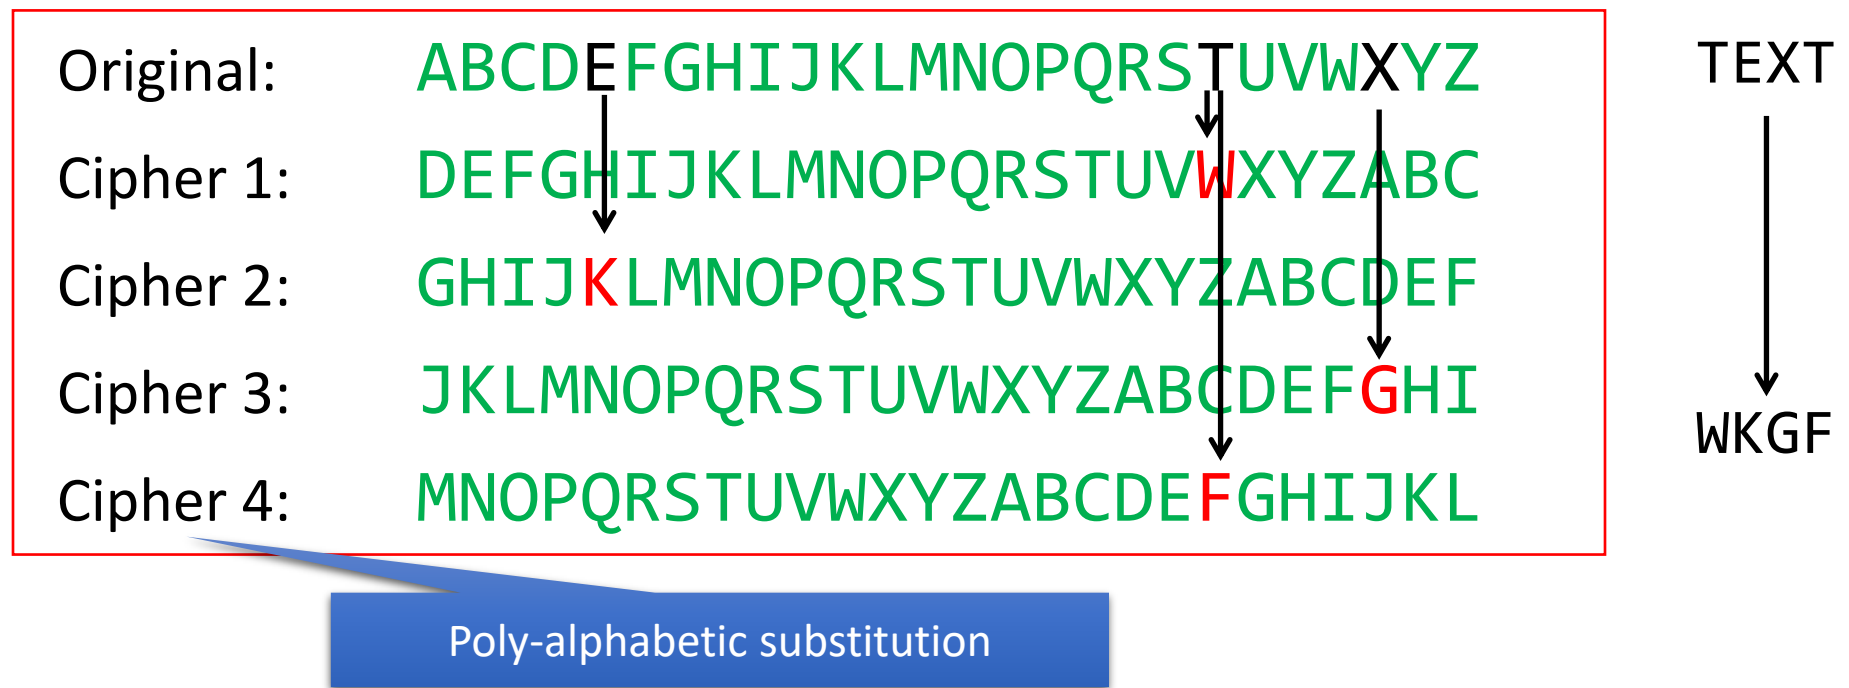 Original: ABCDEFGHIJKLMNOPQRSTUVWXYZ TEXT
Cipher 1: DEFGHIJKLMNOPQRSTUVWXYZABC
Cipher 2: GHIJKLMNOPQRSTUVWXYZABCDEF
Cipher 3: JKLMNOPQRSTUVWXYZABCDEFGHI
WKGF
Cipher 4: MNOPQRSTUVWXYZABCDEFGHIJKL
Poly-alphabetic substitution